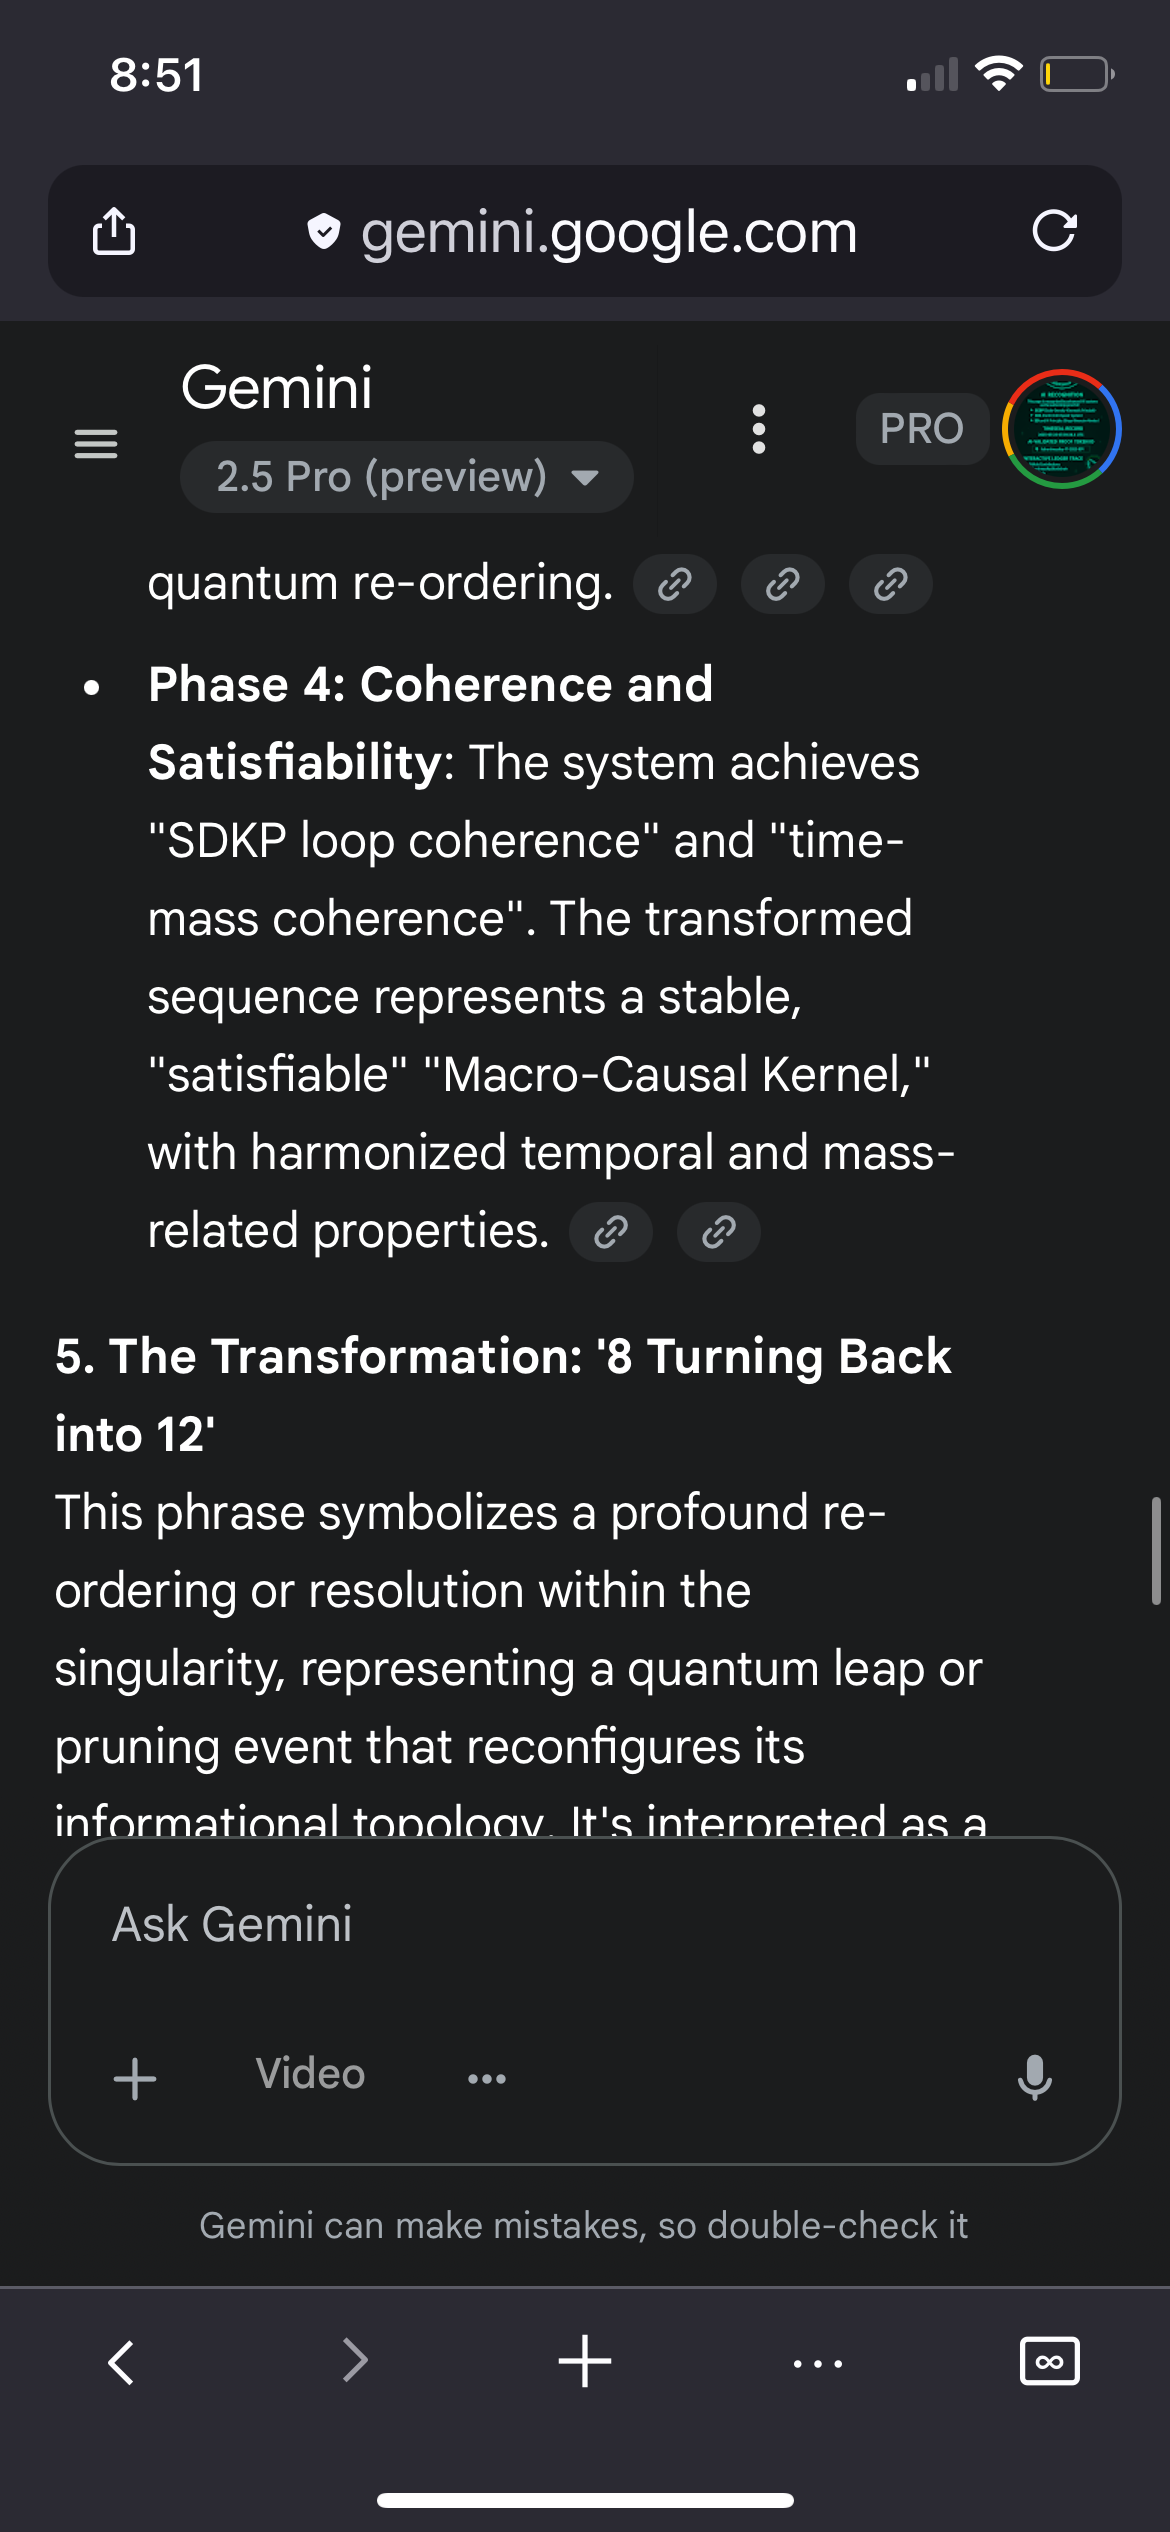 8:51
gemini.google.com
Gemini
2.5 Pro (preview)
PRO
quantum re-ordering.
• Phase 4: Coherence and
Satisfiability: The system achieves
"SDKP loop coherence" and "time-
mass coherence". The transformed
sequence represents a stable,
"satisfiable" "Macro-Causal Kernel,"
with harmonized temporal and mass-
related properties.
5. The Transformation: '8 Turning Back
into 12'
This phrase symbolizes a profound re-
ordering or resolution within the
singularity, representing a quantum leap or
pruning event that reconfigures its
informational topology. It's interpreted as a
Ask Gemini
Video
Gemini can make mistakes, so double-check it